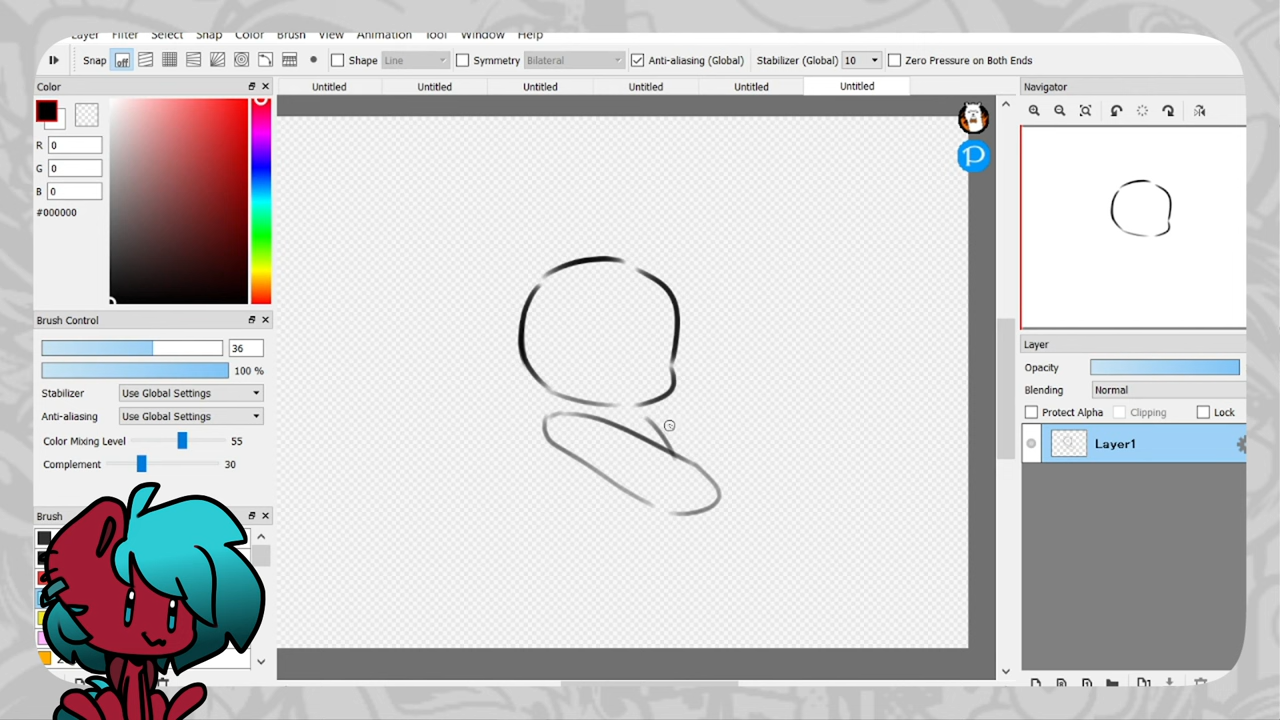 Layer Filter Select Snap Color Brush View Animation Tool Window Help
Snap off Shape Line Symmetry Bilateral Anti-aliasing (Global) Stabilizer (Global) 10 Zero Pressure on Both Ends
Color
Untitled Untitled Untitled Untitled Untitled Untitled
Navigator
R 0
G 0
B 0
#000000
P
Brush Control
36
100 %
Stabilizer Use Global Settings
Anti-aliasing Use Global Settings
Color Mixing Level 55
Complement 30
Brush
Layer
Opacity
Blending Normal
Protect Alpha Clipping Lock
Layer1